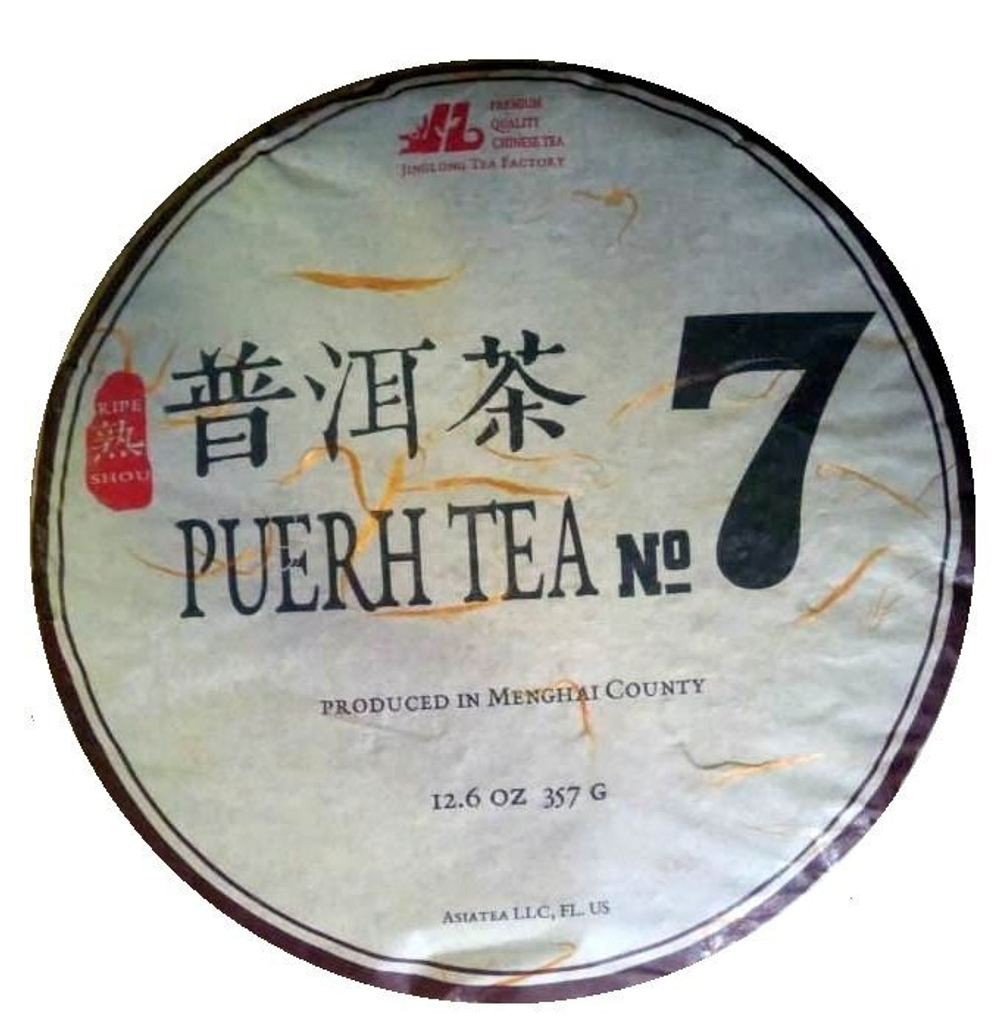 PREMIUM
QUALITY
CHINESE TEA
JINGLONG TEA FACTORY
RIPE
熟
SHOU
普洱茶
PUERH TEA Nº 7
PRODUCED IN MENGHAI COUNTY
12.6 OZ 357 G
ASIATEA LLC, FL. US